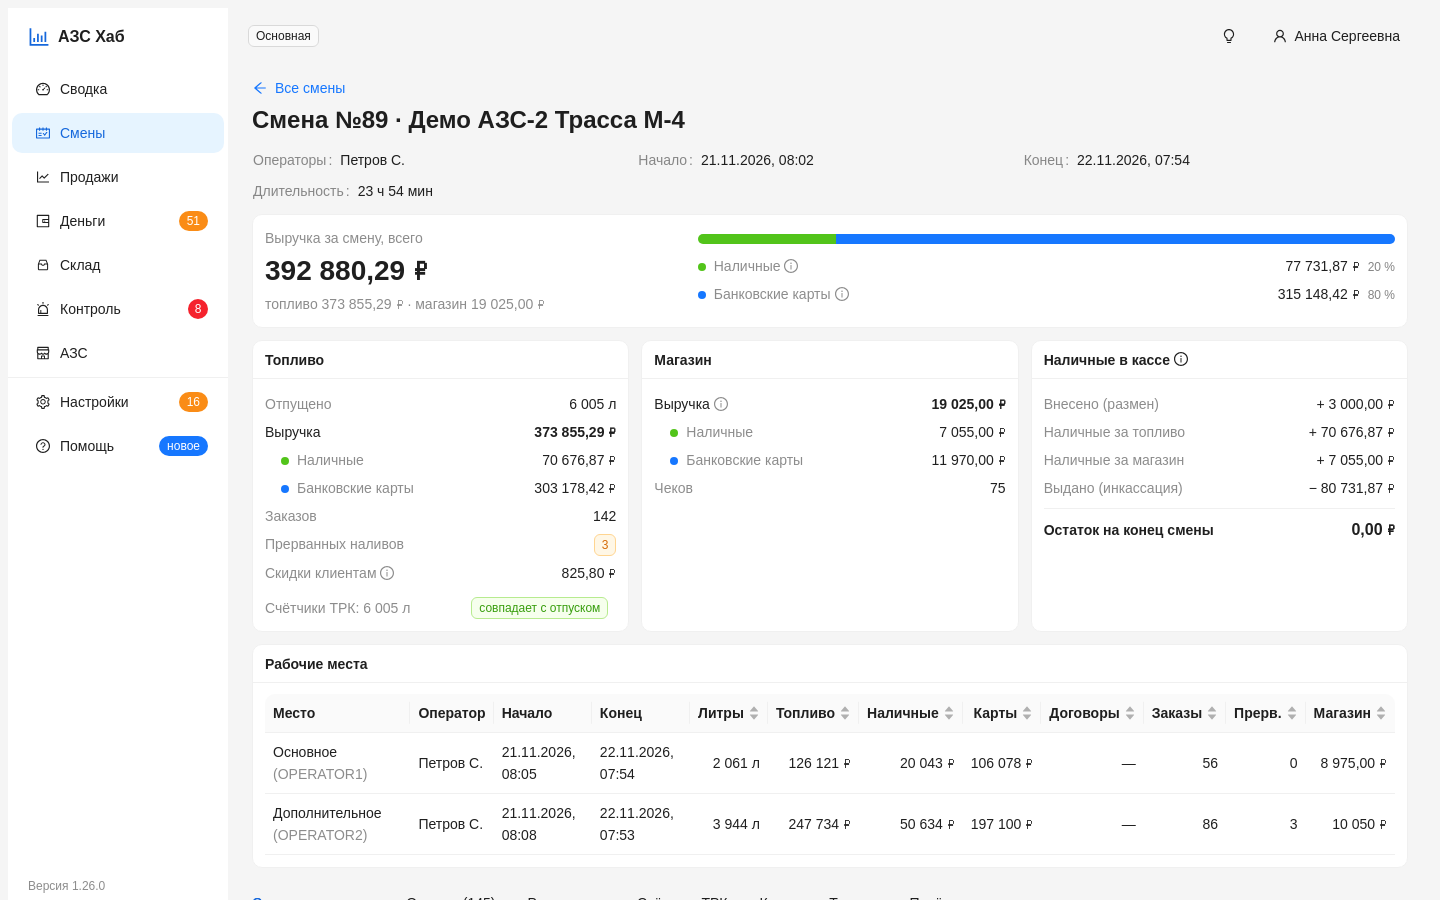 АЗС Хаб
Основная
Анна Сергеевна
Сводка
Смены
Продажи
Деньги 51
Склад
Контроль 8
АЗС
Настройки 16
Помощь новое
Версия 1.26.0
Все смены
Смена №89 · Демо АЗС-2 Трасса М-4
Операторы: Петров С. Начало: 21.11.2026, 08:02 Конец: 22.11.2026, 07:54
Длительность: 23 ч 54 мин
Выручка за смену, всего
392 880,29 ₽
топливо 373 855,29 ₽ · магазин 19 025,00 ₽
Наличные 77 731,87 ₽ 20 %
Банковские карты 315 148,42 ₽ 80 %
Топливо
Отпущено 6 005 л
Выручка 373 855,29 ₽
Наличные 70 676,87 ₽
Банковские карты 303 178,42 ₽
Заказов 142
Прерванных наливов 3
Скидки клиентам 825,80 ₽
Счётчики ТРК: 6 005 л совпадает с отпуском
Магазин
Выручка 19 025,00 ₽
Наличные 7 055,00 ₽
Банковские карты 11 970,00 ₽
Чеков 75
Наличные в кассе
Внесено (размен) + 3 000,00 ₽
Наличные за топливо + 70 676,87 ₽
Наличные за магазин + 7 055,00 ₽
Выдано (инкассация) − 80 731,87 ₽
Остаток на конец смены 0,00 ₽
Рабочие места
Место Оператор Начало Конец Литры Топливо Наличные Карты Договоры Заказы Прерв. Магазин
Основное (OPERATOR1) Петров С. 21.11.2026, 08:05 22.11.2026, 07:54 2 061 л 126 121 ₽ 20 043 ₽ 106 078 ₽ — 56 0 8 975,00 ₽
Дополнительное (OPERATOR2) Петров С. 21.11.2026, 08:08 22.11.2026, 07:53 3 944 л 247 734 ₽ 50 634 ₽ 197 100 ₽ — 86 3 10 050 ₽